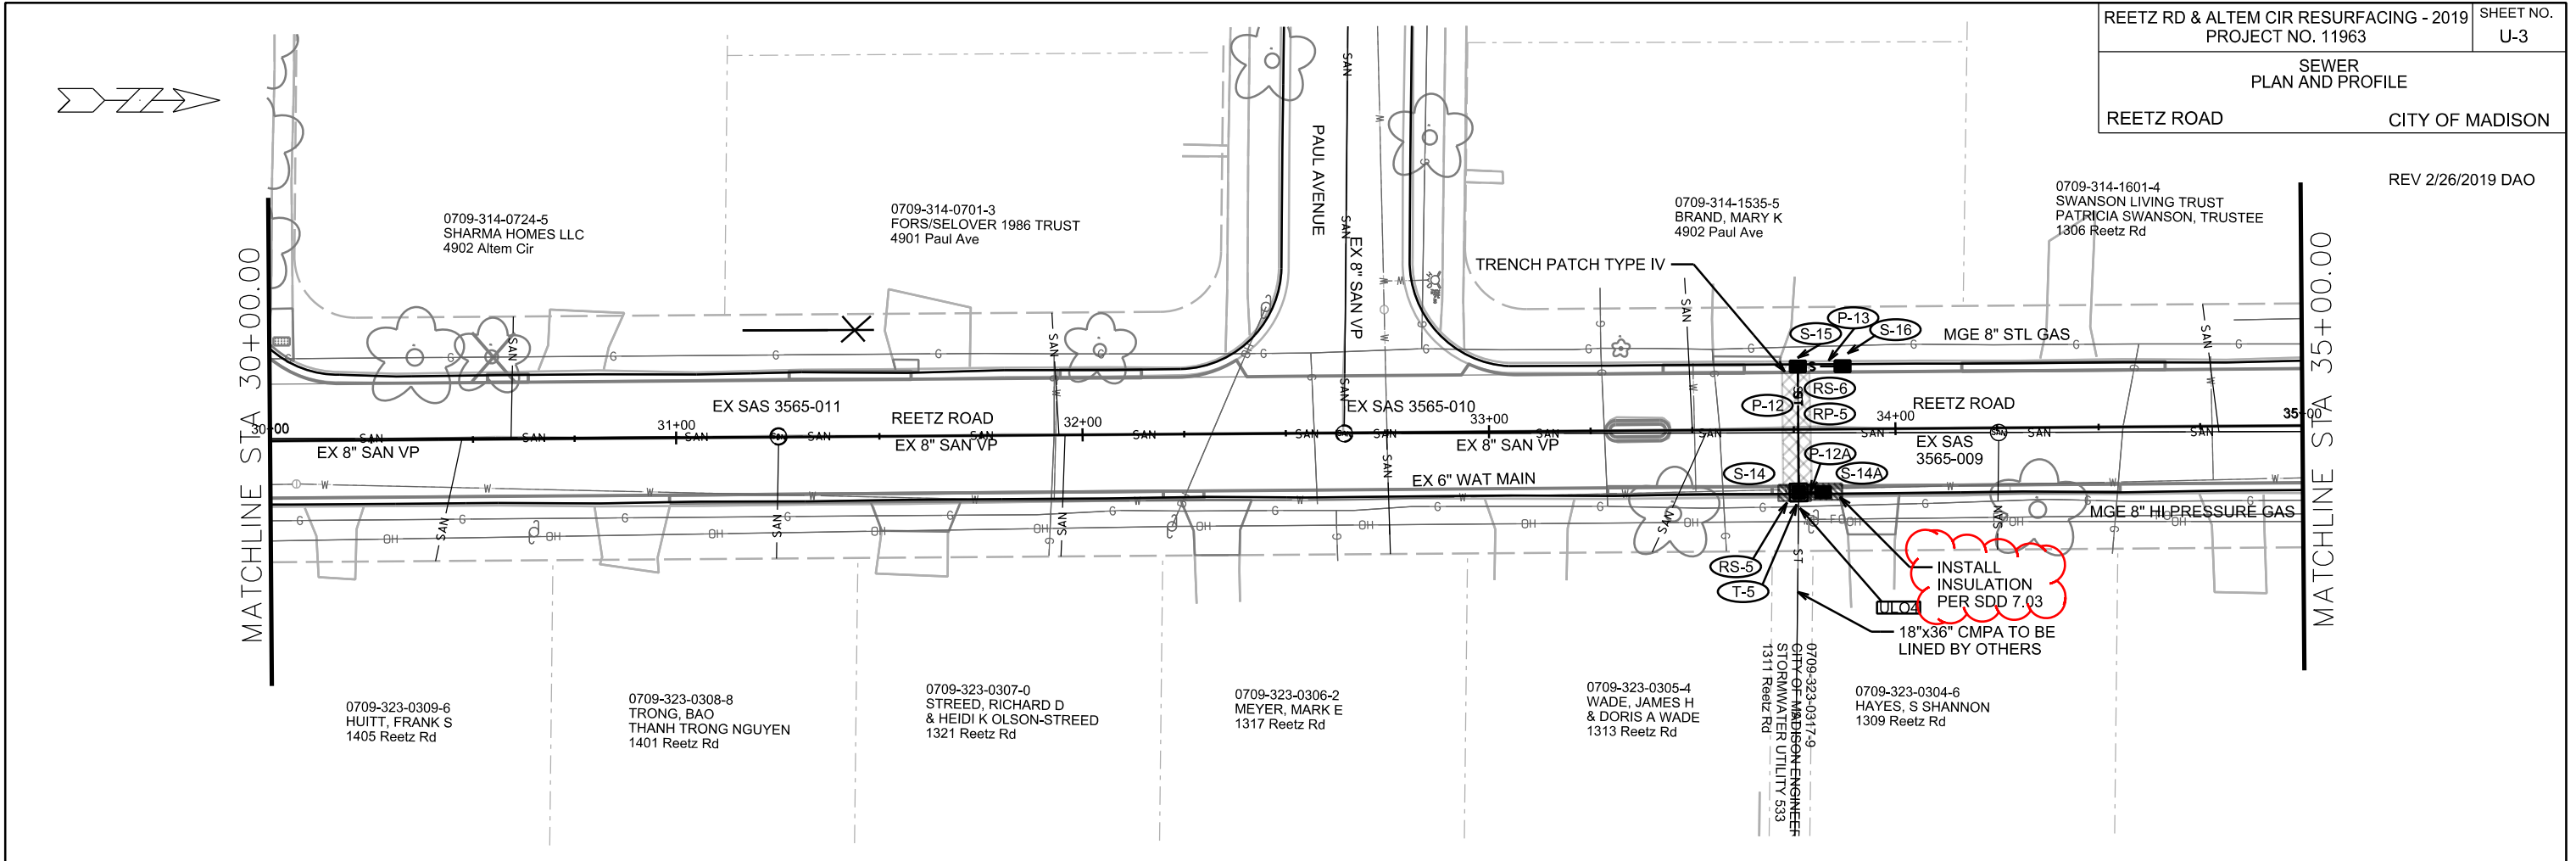 REETZ RD & ALTEM CIR RESURFACING - 2019
PROJECT NO. 11963
SHEET NO.
U-3
SEWER
PLAN AND PROFILE
REETZ ROAD
CITY OF MADISON
REV 2/26/2019 DAO
N
MATCHLINE STA 30+00.00
0709-314-0724-5
SHARMA HOMES LLC
4902 Altem Cir
0709-314-0701-3
FORS/SELOVER 1986 TRUST
4901 Paul Ave
PAUL AVENUE
SAN
SAN
EX 8" SAN VP
SAN
0709-314-1535-5
BRAND, MARY K
4902 Paul Ave
0709-314-1601-4
SWANSON LIVING TRUST
PATRICIA SWANSON, TRUSTEE
1306 Reetz Rd
MATCHLINE STA 35+00.00
TRENCH PATCH TYPE IV
S-15
P-13
S-16
MGE 8" STL GAS
RS-6
P-12
RP-5
ST
EX SAS 3565-011
REETZ ROAD
EX SAS 3565-010
REETZ ROAD
30+00
31+00
32+00
33+00
34+00
35+00
EX 8" SAN VP
EX 8" SAN VP
EX 8" SAN VP
EX SAS
3565-009
P-12A
S-14
S-14A
EX 6" WAT MAIN
MGE 8" HI PRESSURE GAS
RS-5
T-5
ST
UL04
INSTALL
INSULATION
PER SDD 7.03
18"x36" CMPA TO BE
LINED BY OTHERS
0709-323-0309-6
HUITT, FRANK S
1405 Reetz Rd
0709-323-0308-8
TRONG, BAO
THANH TRONG NGUYEN
1401 Reetz Rd
0709-323-0307-0
STREED, RICHARD D
& HEIDI K OLSON-STREED
1321 Reetz Rd
0709-323-0306-2
MEYER, MARK E
1317 Reetz Rd
0709-323-0305-4
WADE, JAMES H
& DORIS A WADE
1313 Reetz Rd
0709-323-0317-9
CITY OF MADISON ENGINEER
STORMWATER UTILITY 533
1311 Reetz Rd
0709-323-0304-6
HAYES, S SHANNON
1309 Reetz Rd